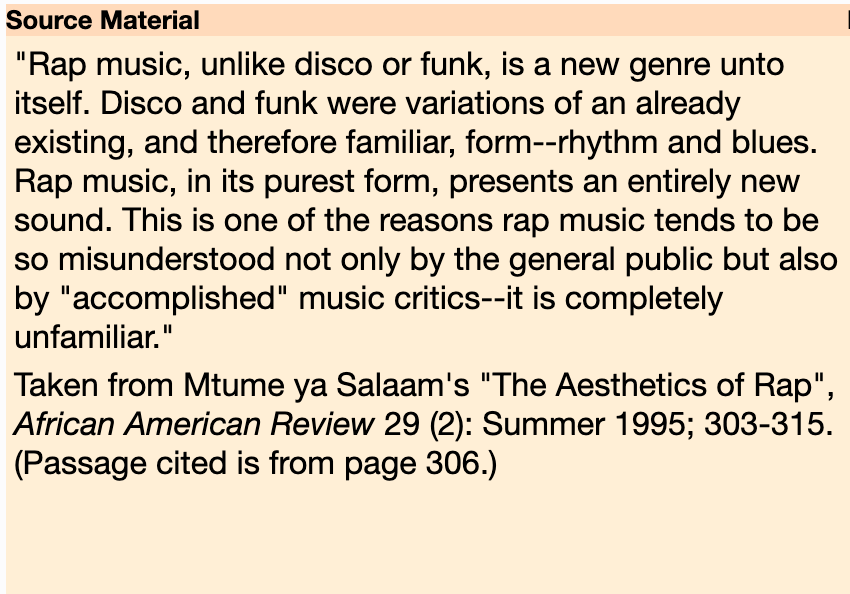 Source Material
"Rap music, unlike disco or funk, is a new genre unto
itself. Disco and funk were variations of an already
existing, and therefore familiar, form--rhythm and blues.
Rap music, in its purest form, presents an entirely new
sound. This is one of the reasons rap music tends to be
so misunderstood not only by the general public but also
by "accomplished" music critics--it is completely
unfamiliar."
Taken from Mtume ya Salaam's "The Aesthetics of Rap",
African American Review 29 (2): Summer 1995; 303-315.
(Passage cited is from page 306.)